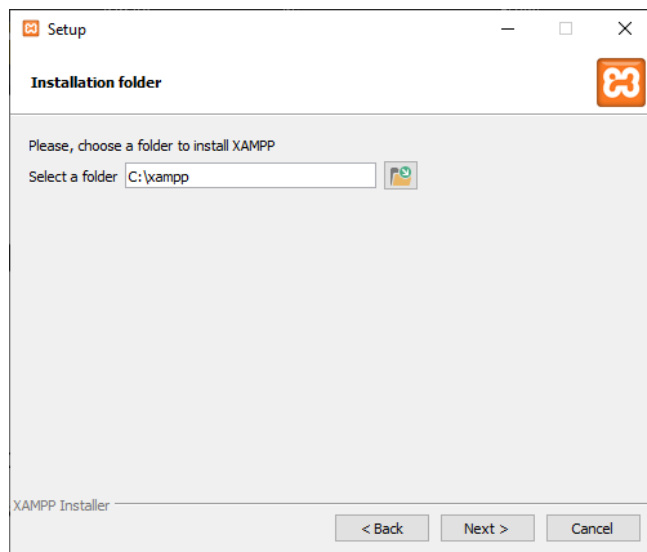 Setup
Installation folder
Please, choose a folder to install XAMPP
Select a folder C:\xampp
XAMPP Installer
< Back Next > Cancel